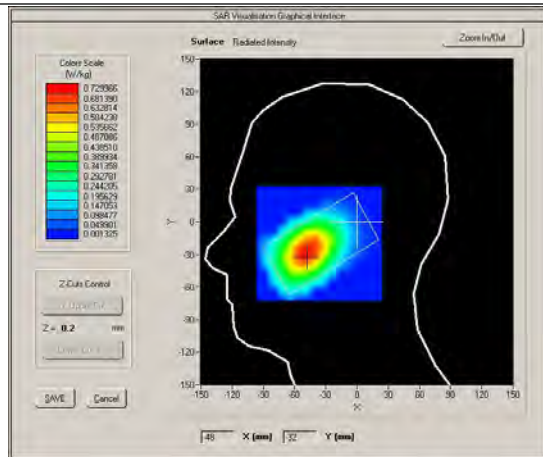 SAR Visualisation Graphical Interface
Surface Radiated Intensity
Zoom In/Out
Colors Scale
(W/kg)
0.729966
0.681390
0.632814
0.584238
0.535662
0.487086
0.438510
0.389934
0.341358
0.292781
0.244205
0.195629
0.147053
0.098477
0.049901
0.001325
150
120
90
60
30
0
-30
-60
-90
-120
-150
Y
-150 -120 -90 -60 -30 0 30 60 90 120 150
X
Z-Cuts Control
Z = 0.2 mm
SAVE Cancel
-48 X (mm) -32 Y (mm)